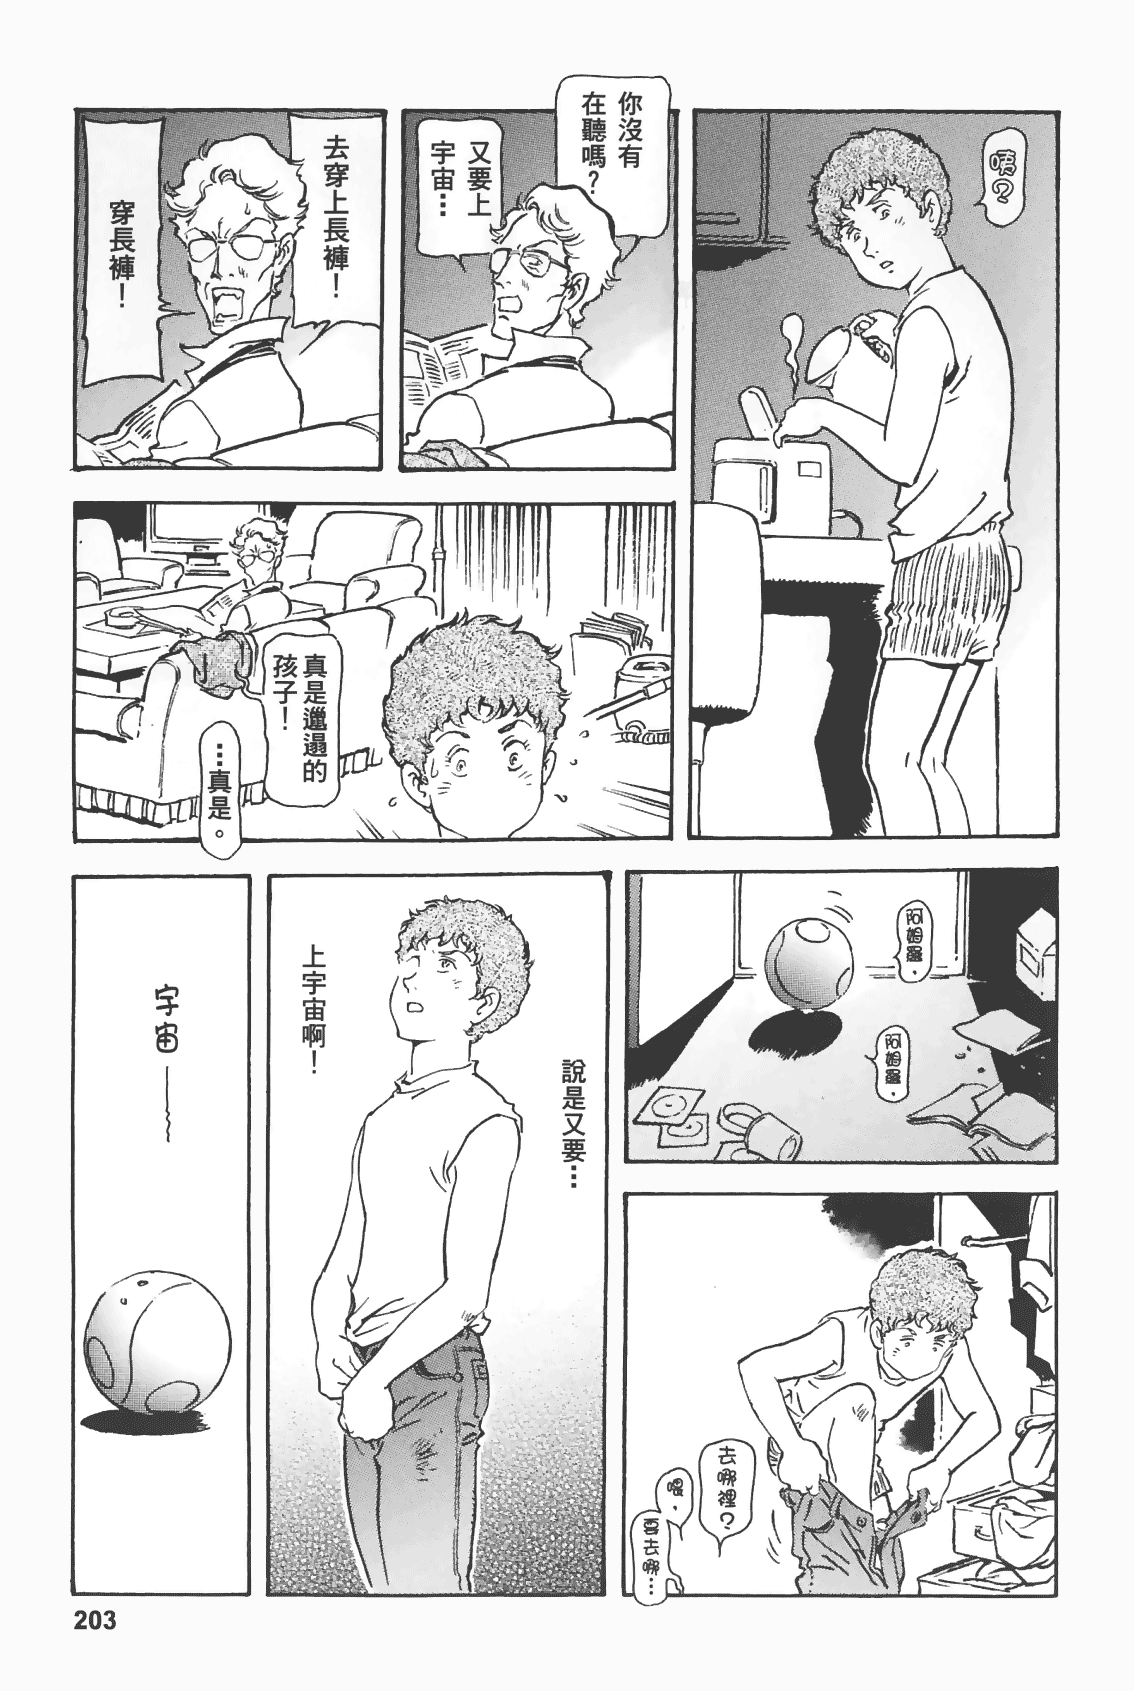 唷？
你沒有
在聽嗎？
又要上
宇宙…
去穿上長褲！
穿長褲！
真是邋遢的
孩子！
…真是。
阿姆羅。
阿姆羅。
去哪裡？
喂，
要去哪…
說是又要…
上宇宙啊！
宇宙——
203